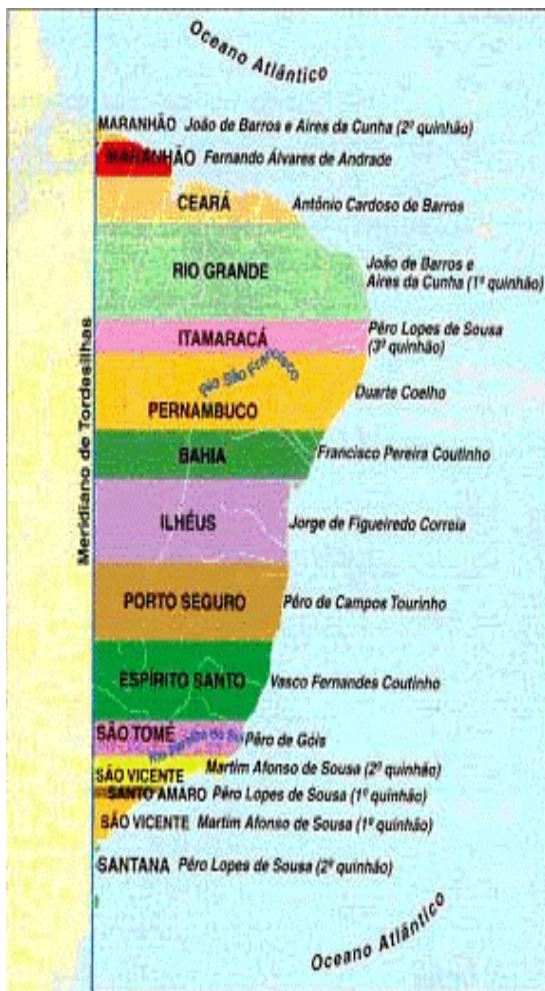 Oceano Atlântico
MARANHÃO João de Barros e Aires da Cunha (2º quinhão)
MARANHÃO Fernando Álvares de Andrade
CEARÁ Antônio Cardoso de Barros
RIO GRANDE João de Barros e
Aires da Cunha (1º quinhão)
ITAMARACÁ Pêro Lopes de Sousa
(3º quinhão)
Rio São Francisco
PERNAMBUCO Duarte Coelho
BAHIA Francisco Pereira Coutinho
Meridiano de Tordesilhas
ILHÉUS Jorge de Figueiredo Correia
PORTO SEGURO Pêro de Campos Tourinho
ESPÍRITO SANTO Vasco Fernandes Coutinho
SÃO TOMÉ Rio Paraíba do Sul Pêro de Góis
SÃO VICENTE Martim Afonso de Sousa (2º quinhão)
SANTO AMARO Pêro Lopes de Sousa (1º quinhão)
SÃO VICENTE Martim Afonso de Sousa (1º quinhão)
SANTANA Pêro Lopes de Sousa (2º quinhão)
Oceano Atlântico